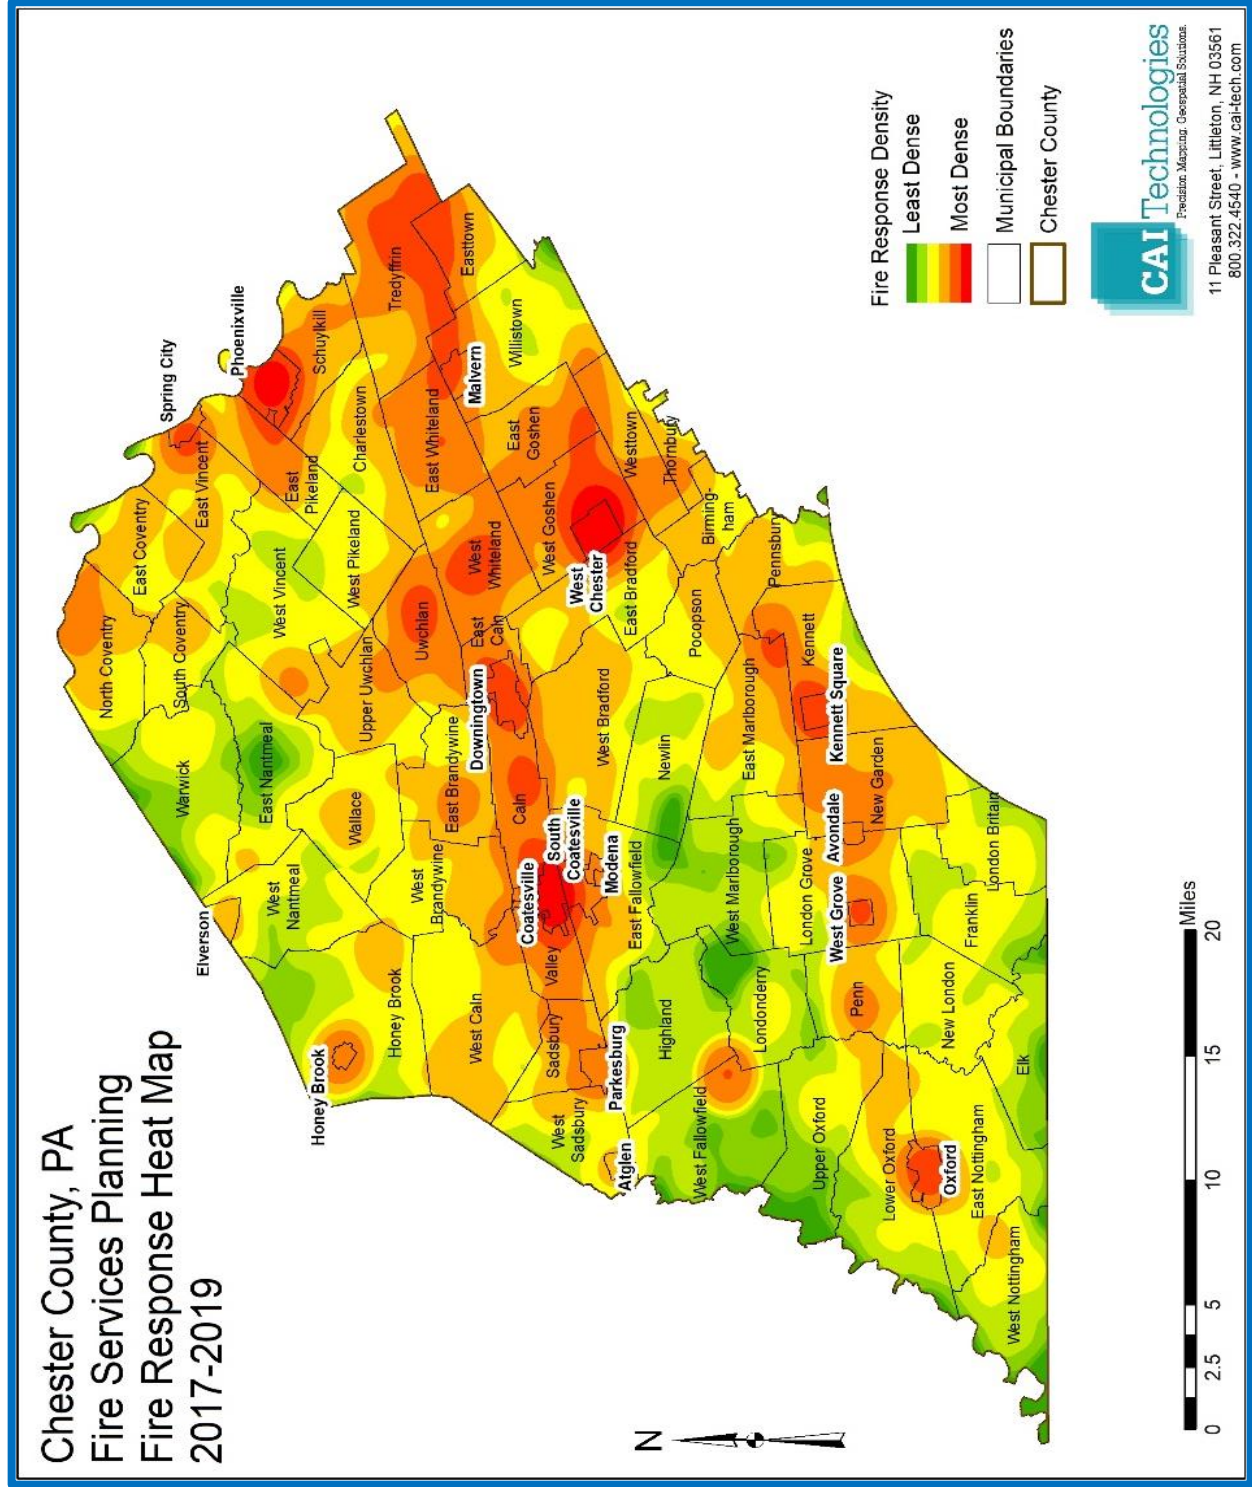 Chester County, PA
Fire Services Planning
Fire Response Heat Map
2017-2019
Spring City
Phoenixville
East Coventry
East Vincent
Schuylkill
North Coventry
South Coventry
East
Pikeland
Charlestown
Tredyffrin
West Vincent
West Pikeland
East Whiteland
Malvern
Easttown
Willistown
Warwick
East Nantmeal
Upper Uwchlan
Uwchlan
West
Whiteland
East
Goshen
West Goshen
Elverson
West
Nantmeal
Wallace
East Brandywine
Downingtown
East
Caln
West
Chester
Westtown
Thornbury
Honey Brook
Honey Brook
West
Brandywine
Caln
West Bradford
East Bradford
Birming-
ham
West Caln
Coatesville
South
Coatesville
Modena
Newlin
Pocopson
Pennsbury
Valley
Sadsbury
East Fallowfield
West
Sadsbury
Parkesburg
Atglen
Highland
West Marlborough
East Marlborough
Kennett
Kennett Square
West Fallowfield
Londonderry
London Grove
Avondale
New Garden
West Grove
Upper Oxford
Penn
Lower Oxford
New London
Franklin
London Britain
Oxford
East Nottingham
Elk
West Nottingham
Fire Response Density
Least Dense
Most Dense
Municipal Boundaries
Chester County
N
0 2.5 5 10 15 20
Miles
CAI Technologies
Precision Mapping. Geospatial Solutions.
11 Pleasant Street, Littleton, NH 03561
800.322.4540 - www.cai-tech.com